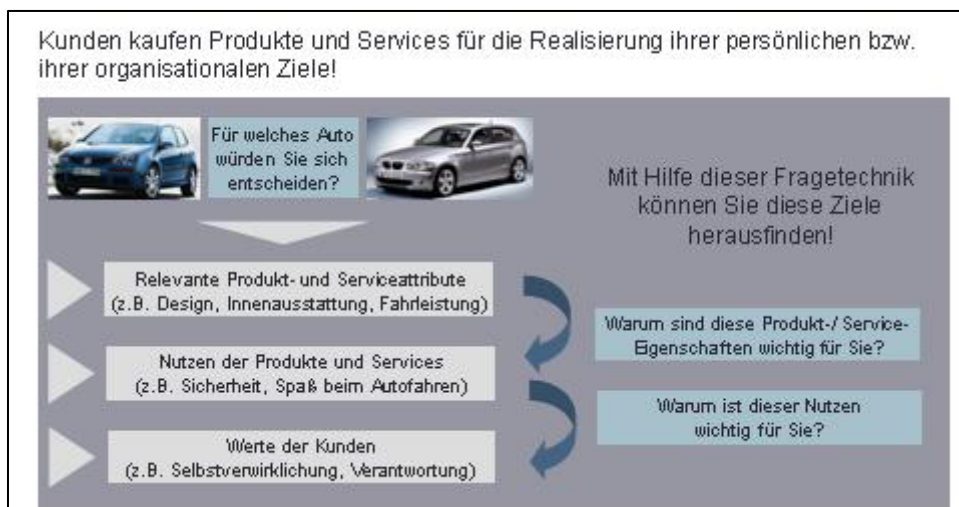 Kunden kaufen Produkte und Services für die Realisierung ihrer persönlichen bzw.
ihrer organisationalen Ziele!
Für welches Auto
würden Sie sich
entscheiden?
Mit Hilfe dieser Fragetechnik
können Sie diese Ziele
herausfinden!
Relevante Produkt- und Serviceattribute
(z.B. Design, Innenausstattung, Fahrleistung)
Warum sind diese Produkt-/ Service-
Eigenschaften wichtig für Sie?
Nutzen der Produkte und Services
(z.B. Sicherheit, Spaß beim Autofahren)
Warum ist dieser Nutzen
wichtig für Sie?
Werte der Kunden
(z.B. Selbstverwirklichung, Verantwortung)